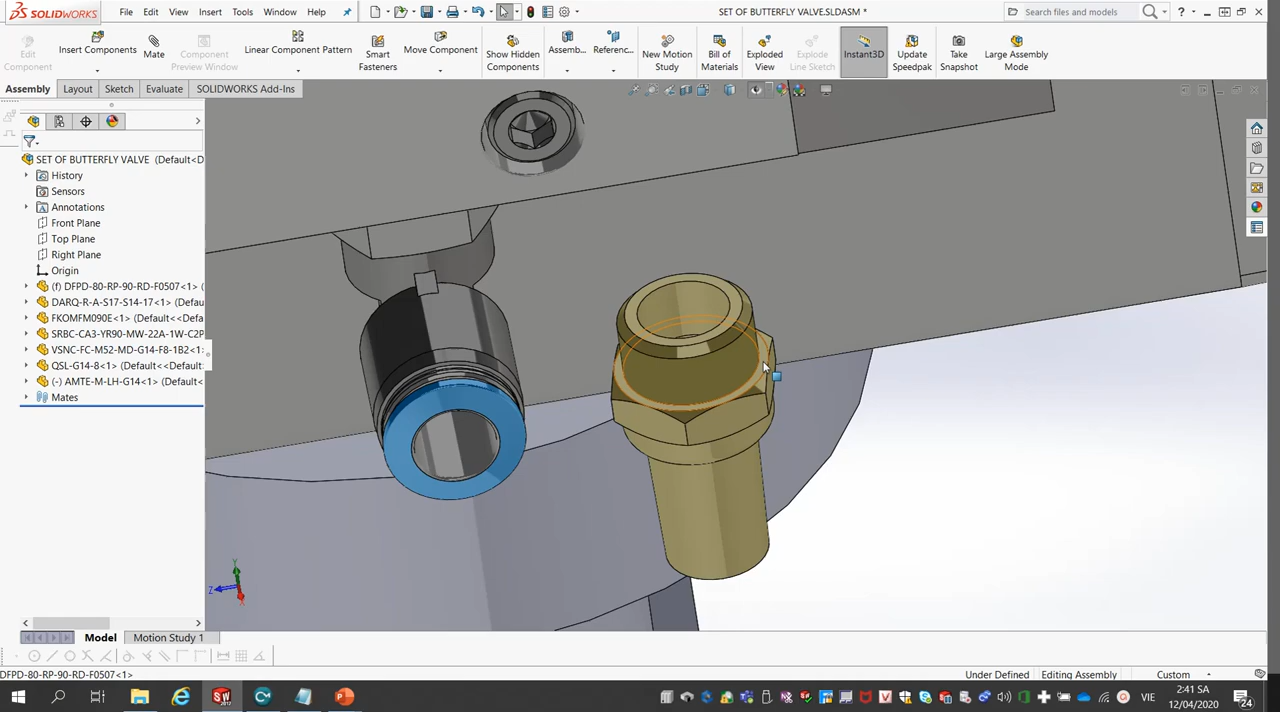 SOLIDWORKS
File Edit View Insert Tools Window Help
SET OF BUTTERFLY VALVE.SLDASM *
Search files and models
Edit Component
Insert Components
Mate
Component Preview Window
Linear Component Pattern
Smart Fasteners
Move Component
Show Hidden Components
Assemb...
Referenc...
New Motion Study
Bill of Materials
Exploded View
Explode Line Sketch
Instant3D
Update Speedpak
Take Snapshot
Large Assembly Mode
Assembly Layout Sketch Evaluate SOLIDWORKS Add-Ins
SET OF BUTTERFLY VALVE (Default<D
History
Sensors
Annotations
Front Plane
Top Plane
Right Plane
Origin
(f) DFPD-80-RP-90-RD-F0507<1> (
DARQ-R-A-S17-S14-17<1> (Defau
FKOMFM090E<1> (Default<<Defau
SRBC-CA3-YR90-MW-22A-1W-C2P
VSNC-FC-M52-MD-G14-F8-1B2<1>
QSL-G14-8<1> (Default<<Default
(-) AMTE-M-LH-G14<1> (Default<
Mates
Y
Z
X
Model Motion Study 1
DFPD-80-RP-90-RD-F0507<1>
Under Defined Editing Assembly Custom
VIE
2:41 SA
12/04/2020
24